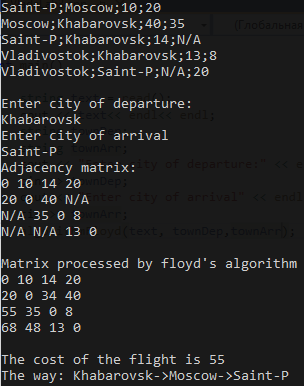 Saint-P;Moscow;10;20
Moscow;Khabarovsk;40;35
Saint-P;Khabarovsk;14;N/A
Vladivostok;Khabarovsk;13;8
Vladivostok;Saint-P;N/A;20
Enter city of departure:
Khabarovsk
Enter city of arrival
Saint-P
Adjacency matrix:
0 10 14 20
20 0 40 N/A
N/A 35 0 8
N/A N/A 13 0
Matrix processed by floyd's algorithm
0 10 14 20
20 0 34 40
55 35 0 8
68 48 13 0
The cost of the flight is 55
The way: Khabarovsk->Moscow->Saint-P